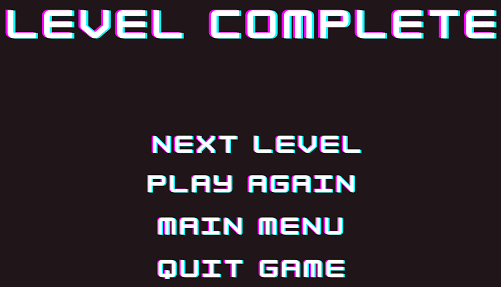 LEVEL COMPLETE
NEXT LEVEL
PLAY AGAIN
MAIN MENU
QUIT GAME